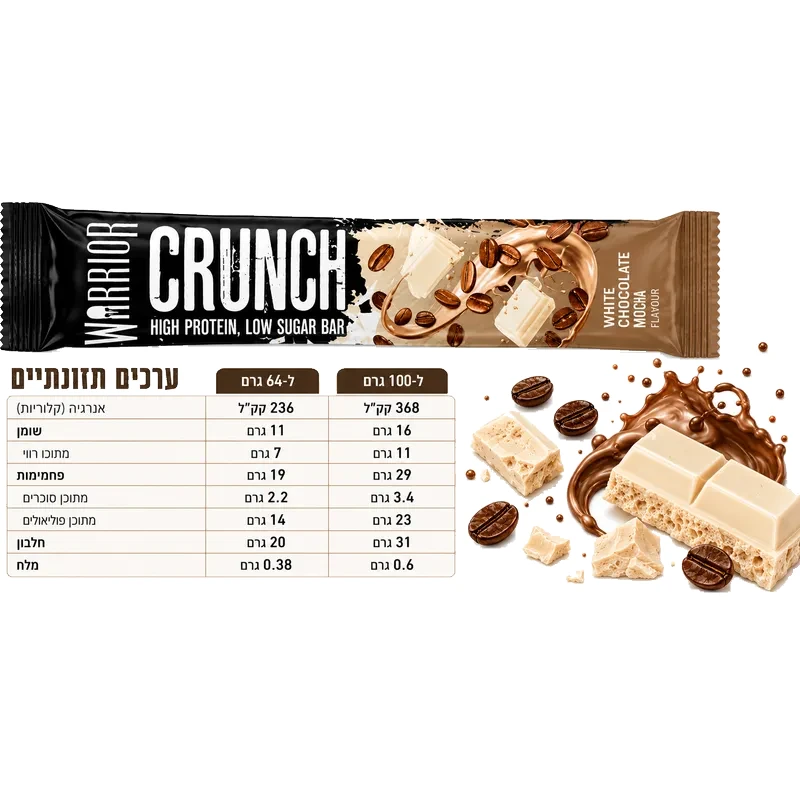 WARRIOR
CRUNCH
HIGH PROTEIN, LOW SUGAR BAR
WHITE
CHOCOLATE
MOCHA
FLAVOUR
ערכים תזונתיים ל-64 גרם ל-100 גרם
אנרגיה (קלוריות) 236 קק"ל 368 קק"ל
שומן 11 גרם 16 גרם
מתוכו רווי 7 גרם 11 גרם
פחמימות 19 גרם 29 גרם
מתוכן סוכרים 2.2 גרם 3.4 גרם
מתוכן פוליאולים 14 גרם 23 גרם
חלבון 20 גרם 31 גרם
מלח 0.38 גרם 0.6 גרם